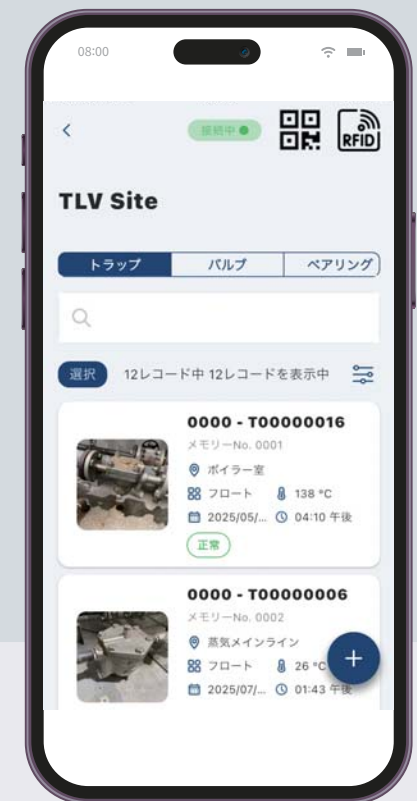 08:00
接続中
RFID
TLV Site
トラップ
バルブ
ベアリング
選択
12レコード中 12レコードを表示中
0000 - T00000016
メモリーNo. 0001
ボイラー室
フロート 138 °C
2025/05/... 04:10 午後
正常
0000 - T00000006
メモリーNo. 0002
蒸気メインライン
フロート 26 °C
2025/07/... 01:43 午後